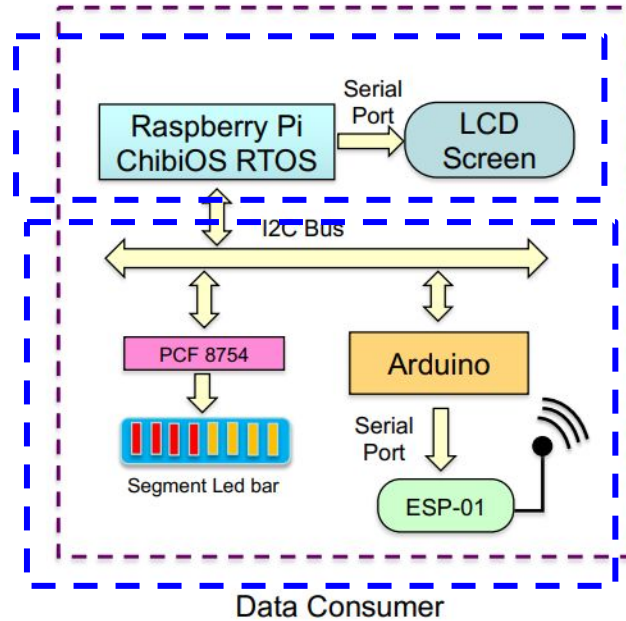 Serial
Port
Raspberry Pi
ChibiOS RTOS
LCD
Screen
I2C Bus
PCF 8754
Arduino
Serial
Port
Segment Led bar
ESP-01
Data Consumer